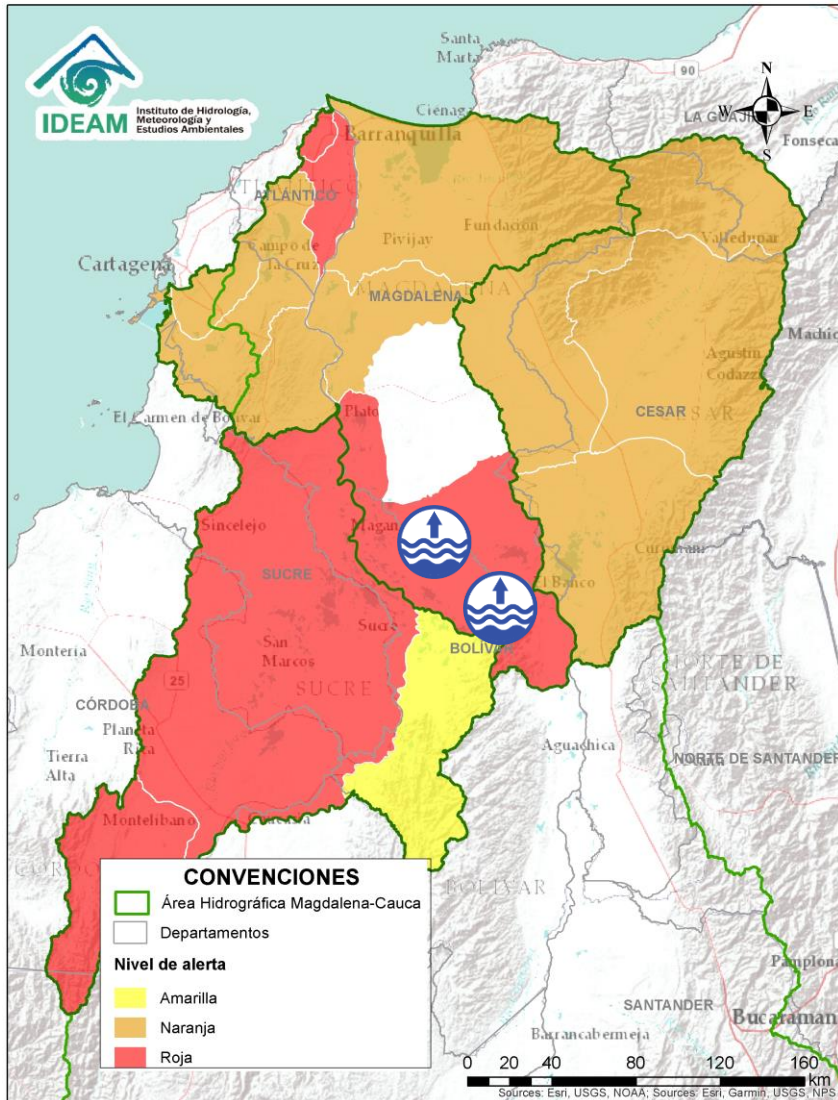 IDEAM
Instituto de Hidrología,
Meteorología y
Estudios Ambientales
Santa
Marta
90
N
W
E
S
Ciénaga
LA GUAJI
Fonseca
Barranquilla
ATLÁNTICO
Cartagena
Campo de
la Cruz
Pivijay
Fundación
Valledupar
MAGDALENA
Agustín
Codazzi
CESAR
El Carmen de Bolívar
Plato
Sincelejo
Magan
SUCRE
El Banco
Sucre
BOLÍVAR
Montería
San
Marcos
SUCRE
25
CÓRDOBA
Planeta
Rica
Tierra
Alta
NORTE DE
SANTANDER
Aguachica
NORTE DE SANTANDER
Montelíbano
BOLÍVAR
CONVENCIONES
Área Hidrográfica Magdalena-Cauca
Departamentos
Nivel de alerta
Amarilla
Naranja
Roja
Pamplona
SANTANDER
Bucaraman
Barrancabermeja
0 20 40 80 120 160
km
Sources: Esri, USGS, NOAA; Sources: Esri, Garmin, USGS, NPS